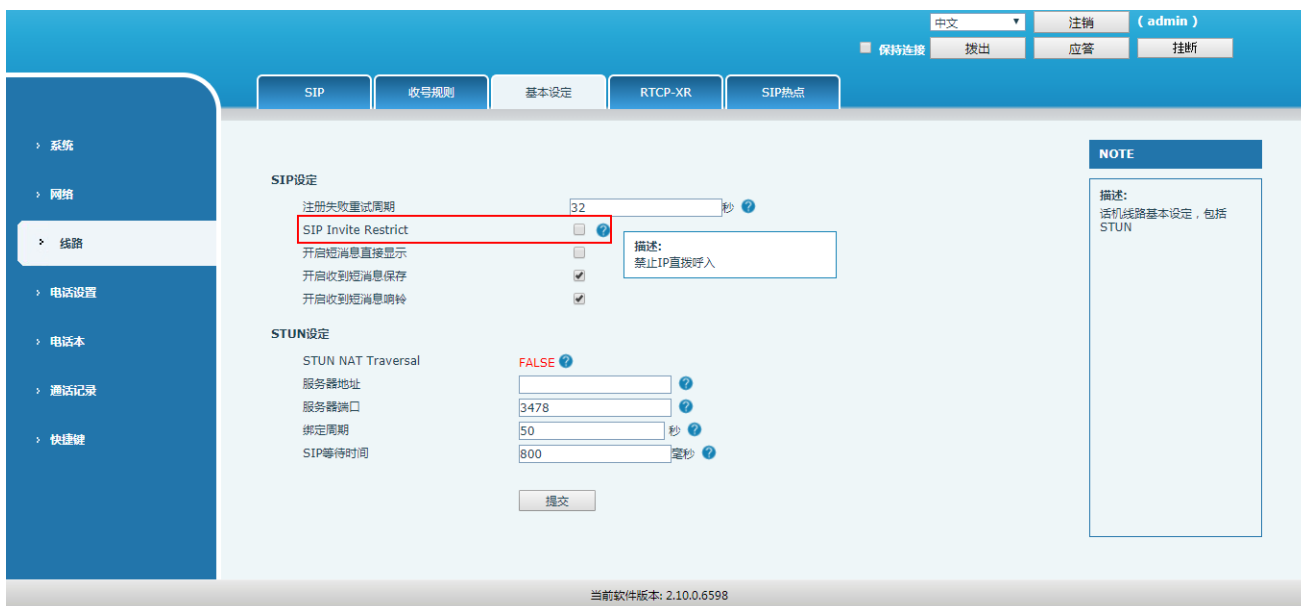 中文 注销 ( admin )
保持连接 拨出 应答 挂断
SIP 收号规则 基本设定 RTCP-XR SIP热点
系统
网络
线路
电话设置
电话本
通话记录
快捷键
SIP设定
注册失败重试周期 32 秒
SIP Invite Restrict
开启短消息直接显示
开启收到短消息保存
开启收到短消息响铃
描述:
禁止IP直拨呼入
STUN设定
STUN NAT Traversal FALSE
服务器地址
服务器端口 3478
绑定周期 50 秒
SIP等待时间 800 毫秒
提交
NOTE
描述:
话机线路基本设定，包括
STUN
当前软件版本: 2.10.0.6598